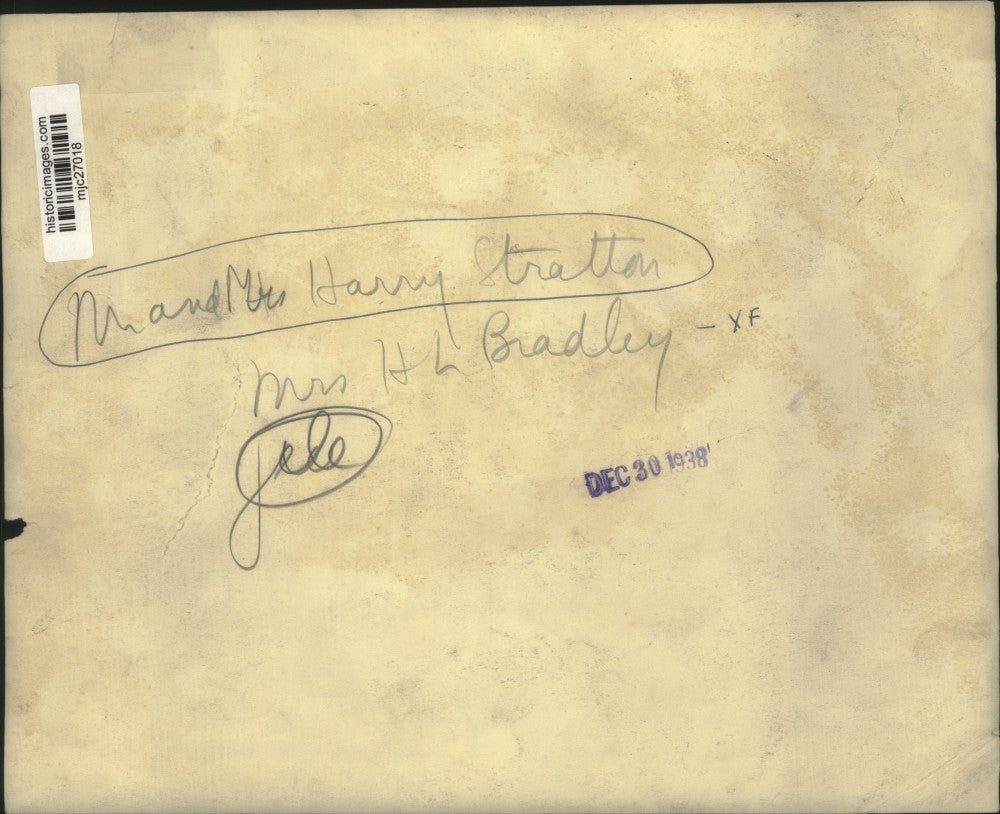 historicimages.com
mjc27018
Mr and Mrs Harry Stratton
Mrs H L Bradley - XF
DEC 30 1938